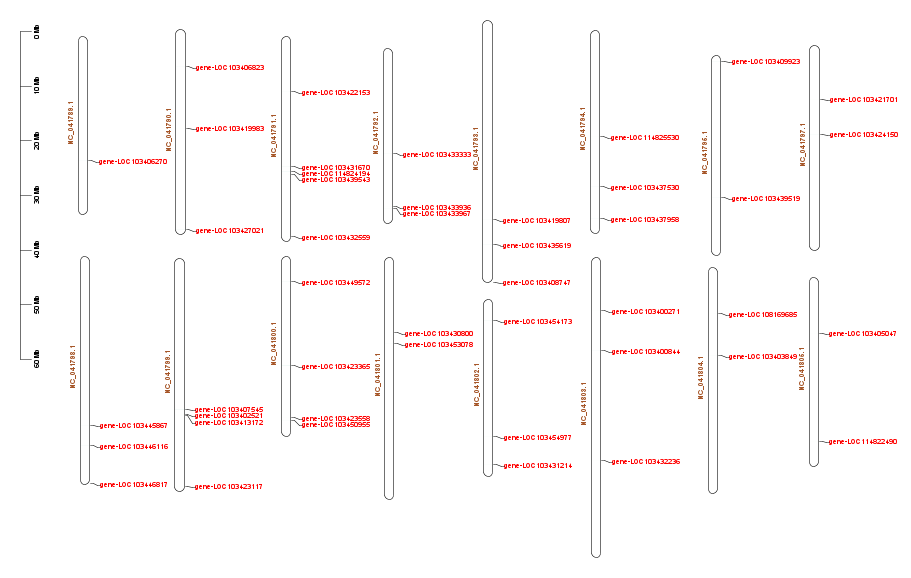 0 Mb
10 Mb
20 Mb
30 Mb
40 Mb
50 Mb
60 Mb
NC_041789.1
gene-LOC103406270
NC_041790.1
gene-LOC103406823
gene-LOC103419983
gene-LOC103427021
NC_041791.1
gene-LOC103422153
gene-LOC103431670
gene-LOC114824194
gene-LOC103439543
gene-LOC103432559
NC_041792.1
gene-LOC103433333
gene-LOC103433936
gene-LOC103433967
NC_041793.1
gene-LOC103419807
gene-LOC103435619
gene-LOC103408747
NC_041794.1
gene-LOC114825530
gene-LOC103437530
gene-LOC103437958
NC_041795.1
gene-LOC103409923
gene-LOC103439519
NC_041797.1
gene-LOC103421701
gene-LOC103424150
NC_041798.1
gene-LOC103445867
gene-LOC103446116
gene-LOC103446817
NC_041799.1
gene-LOC103407545
gene-LOC103402521
gene-LOC103413172
gene-LOC103423117
NC_041800.1
gene-LOC103449572
gene-LOC103423365
gene-LOC103423558
gene-LOC103450955
NC_041801.1
gene-LOC103430800
gene-LOC103453078
NC_041802.1
gene-LOC103454173
gene-LOC103454977
gene-LOC103431214
NC_041803.1
gene-LOC103400271
gene-LOC103400844
gene-LOC103432236
NC_041804.1
gene-LOC108169685
gene-LOC103403849
NC_041805.1
gene-LOC103405047
gene-LOC114822490